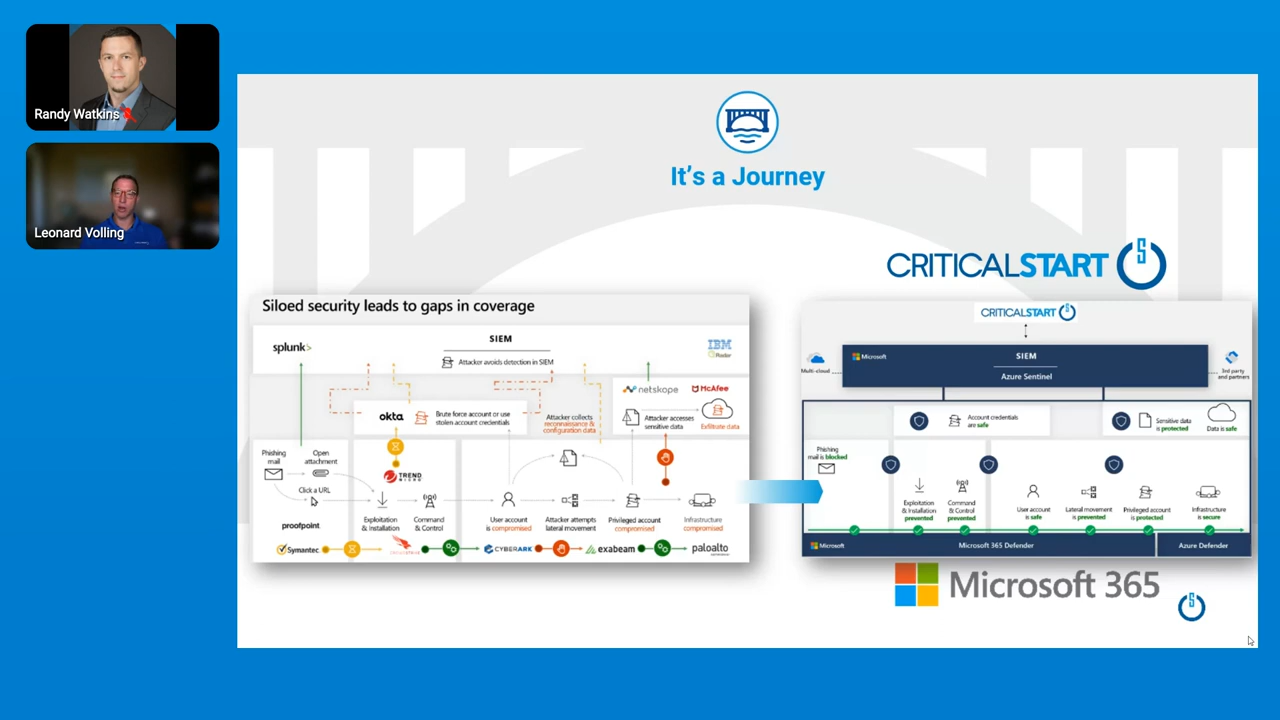 Randy Watkins
Leonard Volling
It's a Journey
CRITICALSTART
Siloed security leads to gaps in coverage
splunk>
SIEM
Attacker avoids detection in SIEM
IBM
QRadar
okta
Brute force account or use
stolen account credentials
Attacker collects
reconnaissance &
configuration data
netskope
McAfee
Attacker accesses
sensitive data
Exfiltrate data
Phishing
mail
Open
attachment
Click a URL
TREND
MICRO
proofpoint
Exploitation
& Installation
Command
& Control
User account
is compromised
Attacker attempts
lateral movement
Privileged account
compromised
Infrastructure
compromised
Symantec
CYBERARK
exabeam
paloalto
CRITICALSTART
Multi-cloud
Microsoft
SIEM
Azure Sentinel
3rd party
and partners
Account credentials
are safe
Sensitive data
is protected
Data is safe
Phishing
mail is blocked
Exploitation
& Installation
prevented
Command
& Control
prevented
User account
is safe
Lateral movement
is prevented
Privileged account
is protected
Infrastructure
is secure
Microsoft
Microsoft 365 Defender
Azure Defender
Microsoft 365